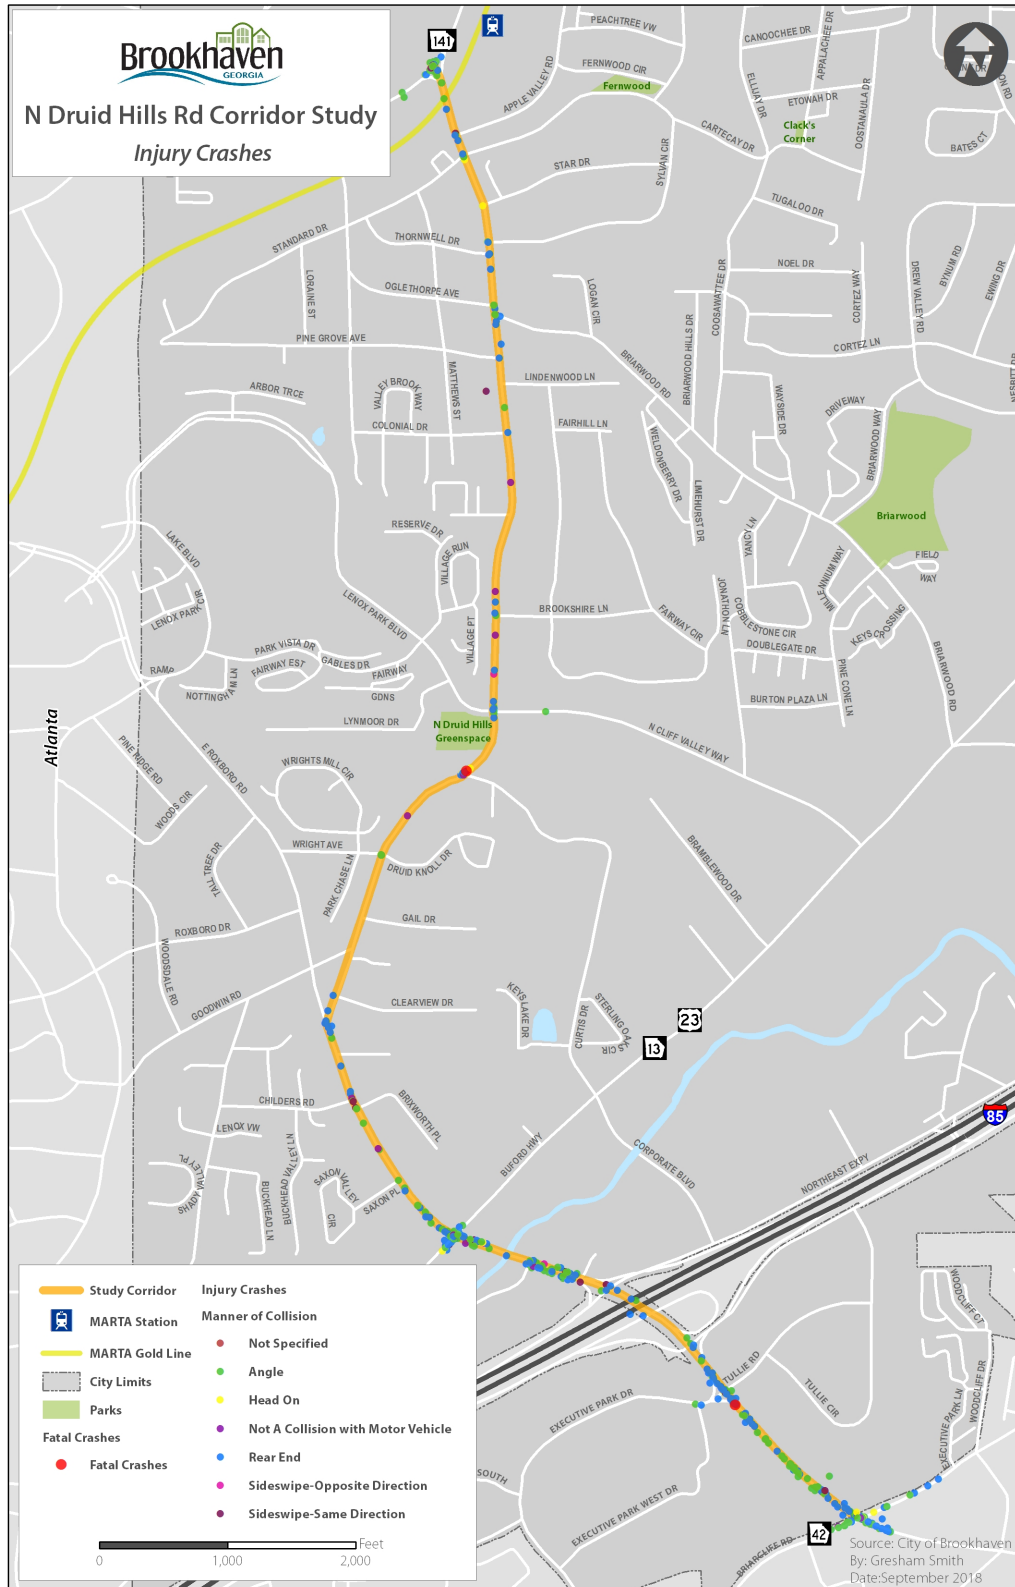 Brookhaven
GEORGIA
N Druid Hills Rd Corridor Study
Injury Crashes
141
N
PEACHTREE VW
CANOOCHEE DR
APPALACHEE DR
FERNWOOD CIR
Fernwood
APPLE VALLEY RD
ELLIJAY DR
ETOWAH DR
OOSTANAULA DR
Clack's
Corner
CARTECAY DR
BATES CT
STAR DR
SYLVAN CIR
TUGALOO DR
STANDARD DR
THORNWELL DR
NOEL DR
COOSAWATTEE DR
CORTEZ WAY
DREW VALLEY RD
BYNUM RD
EWING DR
LORAINE ST
OGLETHORPE AVE
LOGAN CIR
BRIARWOOD HILLS DR
PINE GROVE AVE
CORTEZ LN
BRIARWOOD RD
NESBITT DR
MATTHEWS ST
LINDENWOOD LN
ARBOR TRCE
VALLEY BROOK WAY
WAYSIDE DR
DRIVEWAY
BRIARWOOD WAY
COLONIAL DR
FAIRHILL LN
WELDONBERRY DR
LIMEHURST DR
Briarwood
RESERVE DR
VILLAGE RUN
YANCY LN
LAKE BLVD
MILLENNIUM WAY
FIELD
WAY
LENOX PARK
CIR
LENOX PARK BLVD
JONATHON LN
COBBLESTONE CIR
BROOKSHIRE LN
FAIRWAY CIR
KEYS CROSSING
VILLAGE PT
PARK VISTA DR
DOUBLEGATE DR
BRIARWOOD RD
RAMP
FAIRWAY EST
GABLES DR
FAIRWAY
GDNS
NOTTINGHAM LN
PINE CONE LN
BURTON PLAZA LN
LYNMOOR DR
N Druid Hills
Greenspace
N CLIFF VALLEY WAY
Atlanta
PINE RIDGE RD
E ROXBORO RD
WRIGHTS MILL CIR
WOODS CIR
WRIGHT AVE
DRUID KNOLL DR
BRAMBLEWOOD DR
TALL TREE DR
PARK CHASE LN
GAIL DR
ROXBORO DR
WOODSDALE RD
GOODWIN RD
CLEARVIEW DR
KEYS LAKE DR
CURTIS DR
STERLING OAKS CIR
23
13
CHILDERS RD
BRIXWORTH PL
85
LENOX VW
BUFORD HWY
CORPORATE BLVD
NORTHEAST EXPY
SHADY VALLEY PL
BUCKHEAD LN
BUCKHEAD VALLEY LN
SAXON VALLEY
CIR
SAXON PL
WOODCLIFF CT
WOODCLIFF DR
TULLIE RD
TULLIE CIR
EXECUTIVE PARK DR
EXECUTIVE PARK LN
SOUTH
EXECUTIVE PARK WEST DR
BRIARCLIFF RD
42
Study Corridor
MARTA Station
MARTA Gold Line
City Limits
Parks
Fatal Crashes
Fatal Crashes
Injury Crashes
Manner of Collision
Not Specified
Angle
Head On
Not A Collision with Motor Vehicle
Rear End
Sideswipe-Opposite Direction
Sideswipe-Same Direction
Feet
0
1,000
2,000
Source: City of Brookhaven
By: Gresham Smith
Date:September 2018